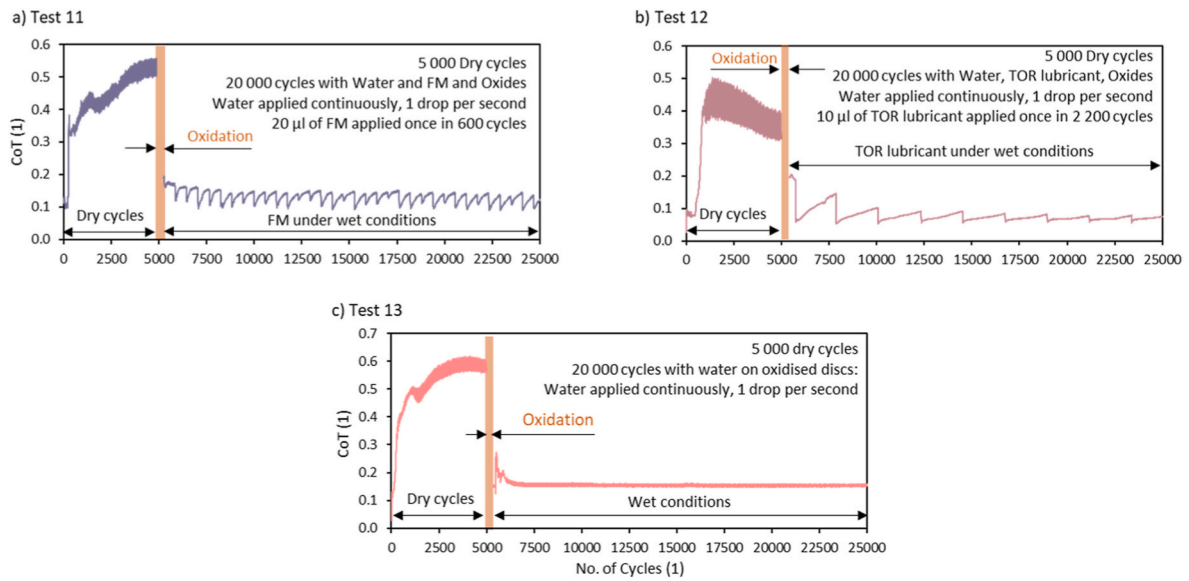 a) Test 11
0.6
0.5
0.4
0.3
0.2
0.1
0.0
CoT (1)
5 000 Dry cycles
20 000 cycles with Water and FM and Oxides
Water applied continuously, 1 drop per second
20 µl of FM applied once in 600 cycles
Oxidation
Dry cycles
FM under wet conditions
0 2500 5000 7500 10000 12500 15000 17500 20000 22500 25000
b) Test 12
0.6
0.5
0.4
0.3
0.2
0.1
0.0
Oxidation
5 000 Dry cycles
20 000 cycles with Water, TOR lubricant, Oxides
Water applied continuously, 1 drop per second
10 µl of TOR lubricant applied once in 2 200 cycles
TOR lubricant under wet conditions
Dry cycles
0 2500 5000 7500 10000 12500 15000 17500 20000 22500 25000
c) Test 13
0.7
0.6
0.5
0.4
0.3
0.2
0.1
0.0
CoT (1)
5 000 dry cycles
20 000 cycles with water on oxidised discs:
Water applied continuously, 1 drop per second
Oxidation
Dry cycles
Wet conditions
0 2500 5000 7500 10000 12500 15000 17500 20000 22500 25000
No. of Cycles (1)